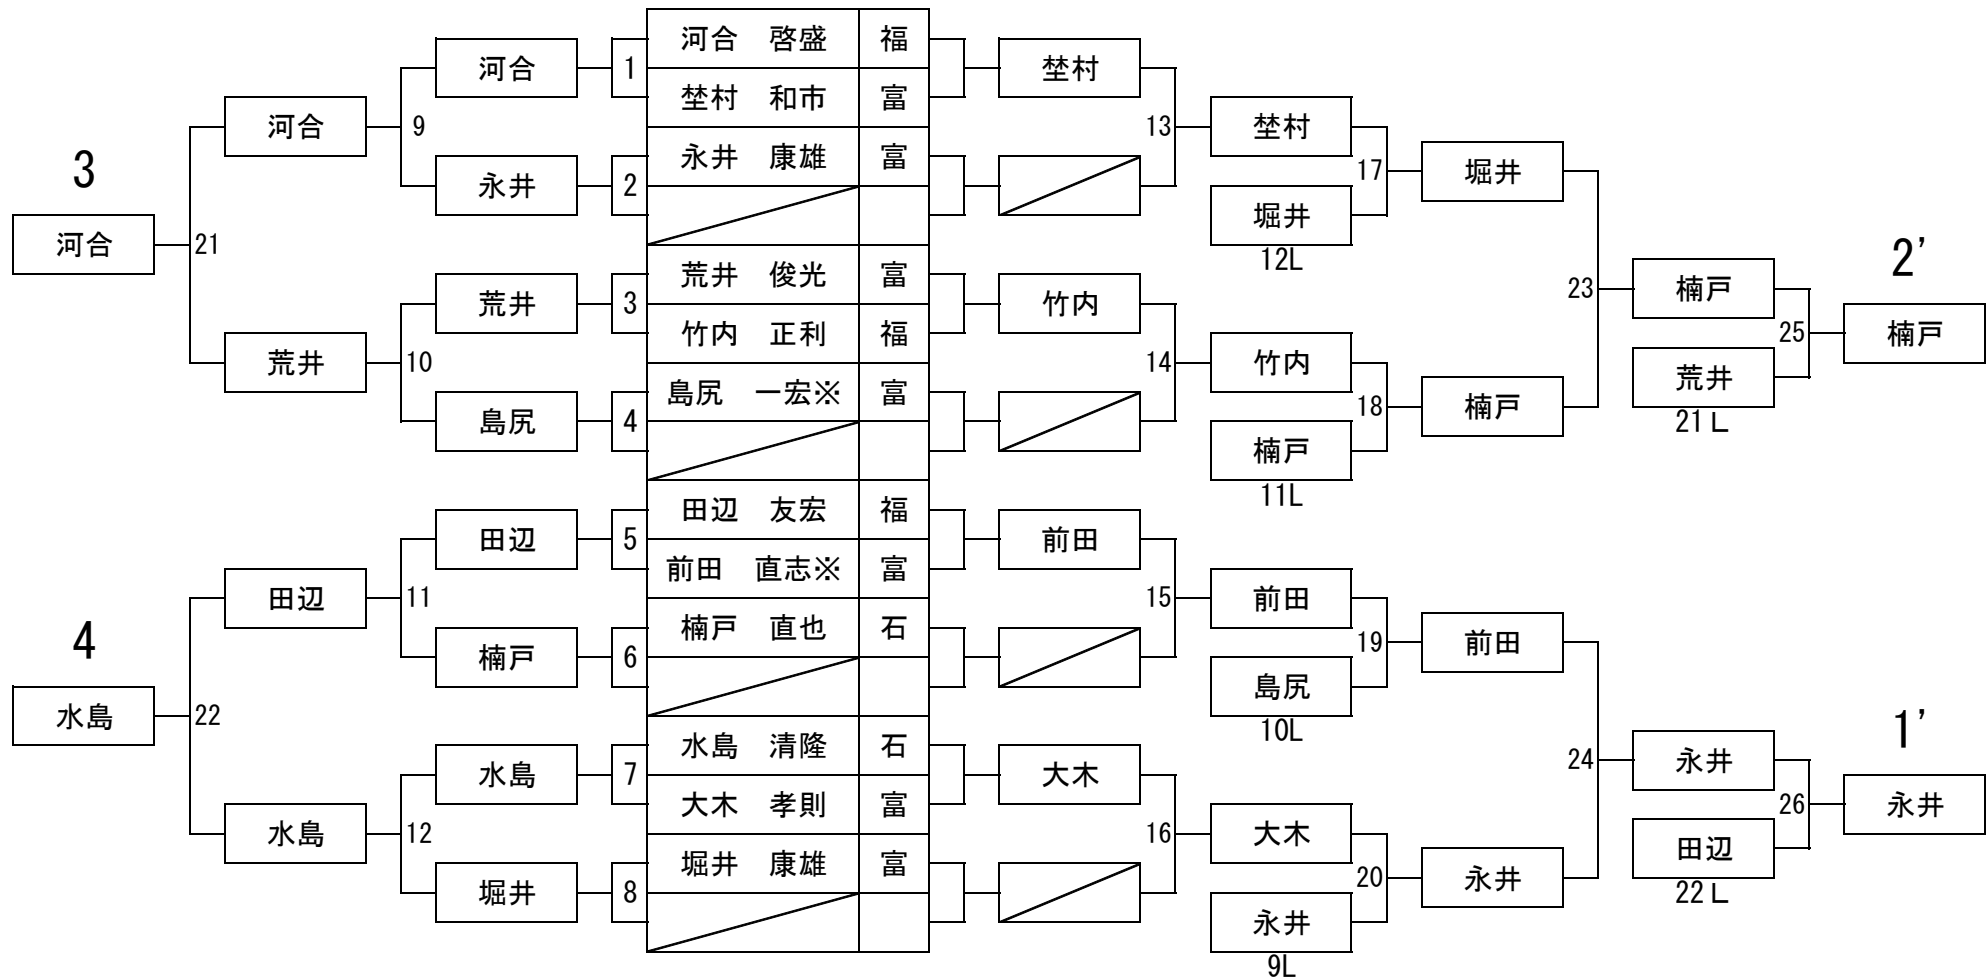 河合　啓盛 福
埜村　和市 富
永井　康雄 富
荒井　俊光 富
竹内　正利 福
島尻　一宏※ 富
田辺　友宏 福
前田　直志※ 富
楠戸　直也 石
水島　清隆 石
大木　孝則 富
堀井　康雄 富
1
2
3
4
5
6
7
8
河合
永井
荒井
島尻
田辺
楠戸
水島
堀井
9
10
11
12
河合
荒井
田辺
水島
21
22
3
河合
4
水島
埜村
竹内
前田
大木
13
14
15
16
埜村
堀井
12L
竹内
楠戸
11L
前田
島尻
10L
大木
永井
9L
17
18
19
20
堀井
楠戸
前田
永井
23
24
楠戸
荒井
21L
永井
田辺
22L
25
26
2’
楠戸
1’
永井